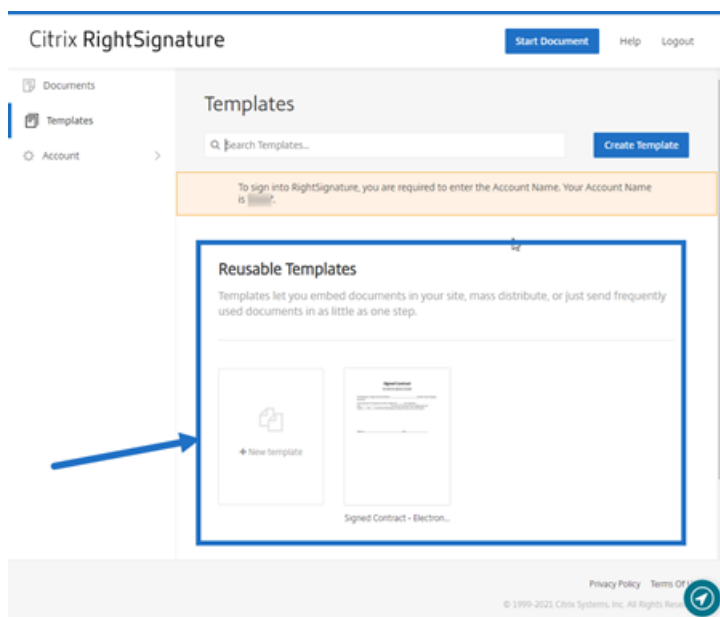 Citrix RightSignature
Start Document
Help
Logout
Documents
Templates
Account
Templates
Search Templates...
Create Template
To sign into RightSignature, you are required to enter the Account Name. Your Account Name
is
Reusable Templates
Templates let you embed documents in your site, mass distribute, or just send frequently
used documents in as little as one step.
+ New template
Signed Contract
Signed Contract - Electron...
Privacy Policy
Terms Of
© 1999-2021 Citrix Systems, Inc. All Rights